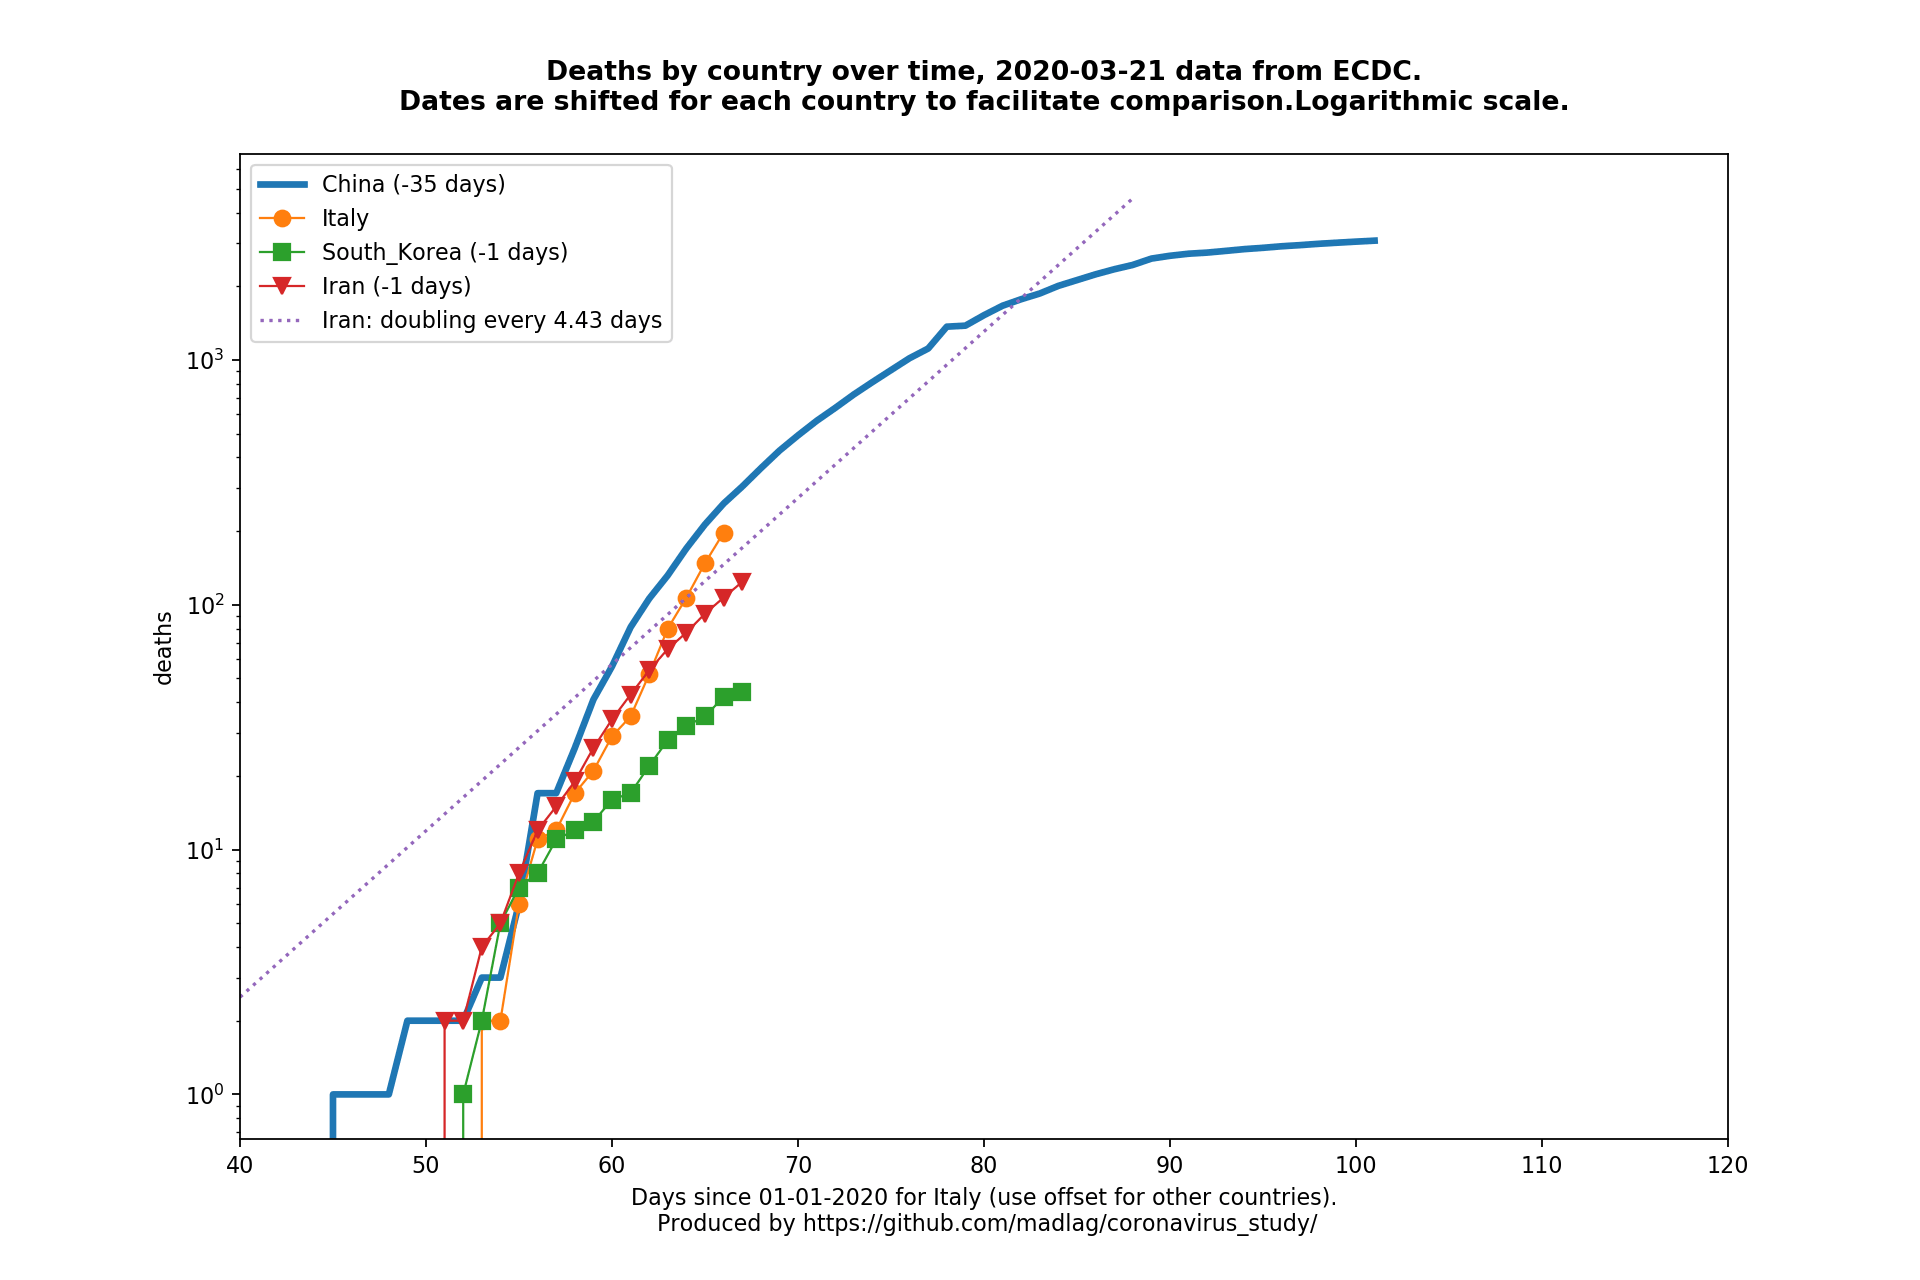 Deaths by country over time, 2020-03-21 data from ECDC.
Dates are shifted for each country to facilitate comparison.Logarithmic scale.
China (-35 days)
Italy
South_Korea (-1 days)
Iran (-1 days)
Iran: doubling every 4.43 days
deaths
10³
10²
10¹
10⁰
40 50 60 70 80 90 100 110 120
Days since 01-01-2020 for Italy (use offset for other countries).
Produced by https://github.com/madlag/coronavirus_study/